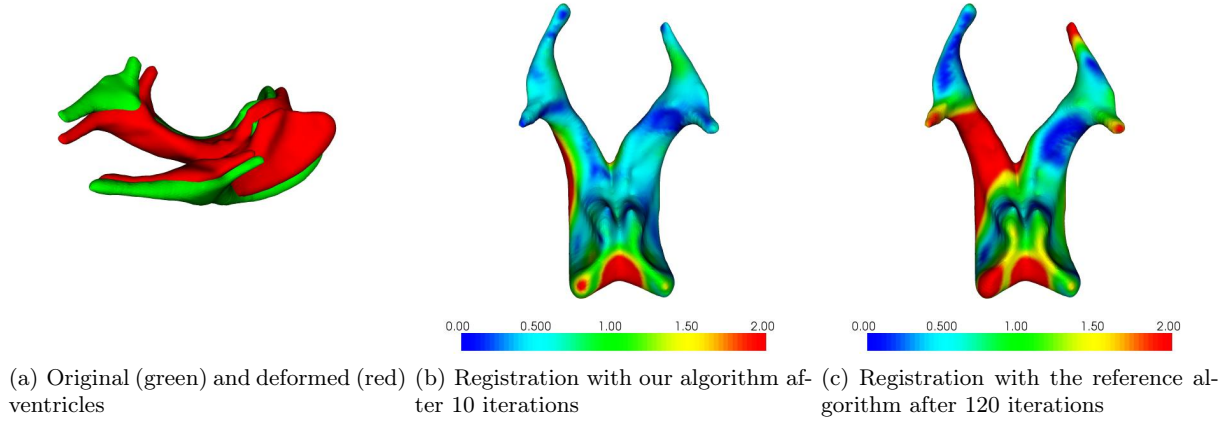 0.00 0.500 1.00 1.50 2.00
0.00 0.500 1.00 1.50 2.00
(a) Original (green) and deformed (red)
ventricles
(b) Registration with our algorithm af-
ter 10 iterations
(c) Registration with the reference al-
gorithm after 120 iterations